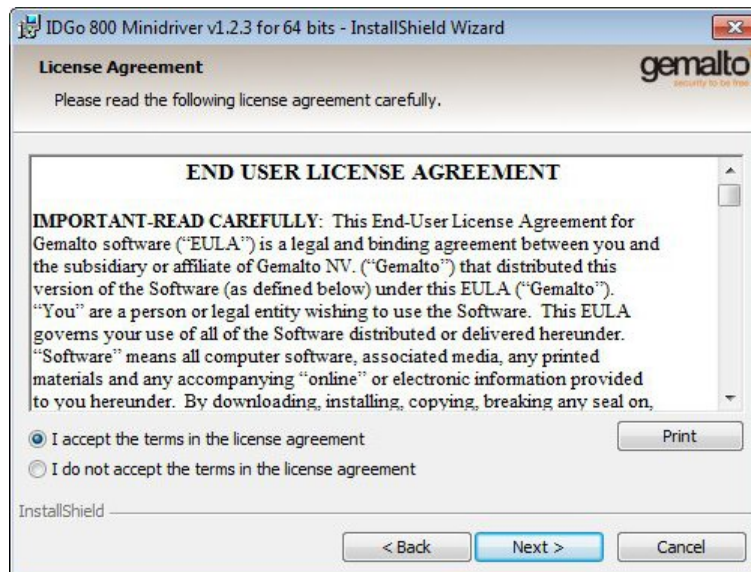 IDGo 800 Minidriver v1.2.3 for 64 bits - InstallShield Wizard
License Agreement
Please read the following license agreement carefully.
gemalto
security to be free
END USER LICENSE AGREEMENT
IMPORTANT-READ CAREFULLY: This End-User License Agreement for
Gemalto software (“EULA”) is a legal and binding agreement between you and
the subsidiary or affiliate of Gemalto NV. (“Gemalto”) that distributed this
version of the Software (as defined below) under this EULA (“Gemalto”).
“You” are a person or legal entity wishing to use the Software. This EULA
governs your use of all of the Software distributed or delivered hereunder.
“Software” means all computer software, associated media, any printed
materials and any accompanying “online” or electronic information provided
to you hereunder. By downloading, installing, copying, breaking any seal on,
I accept the terms in the license agreement
Print
I do not accept the terms in the license agreement
InstallShield
< Back
Next >
Cancel